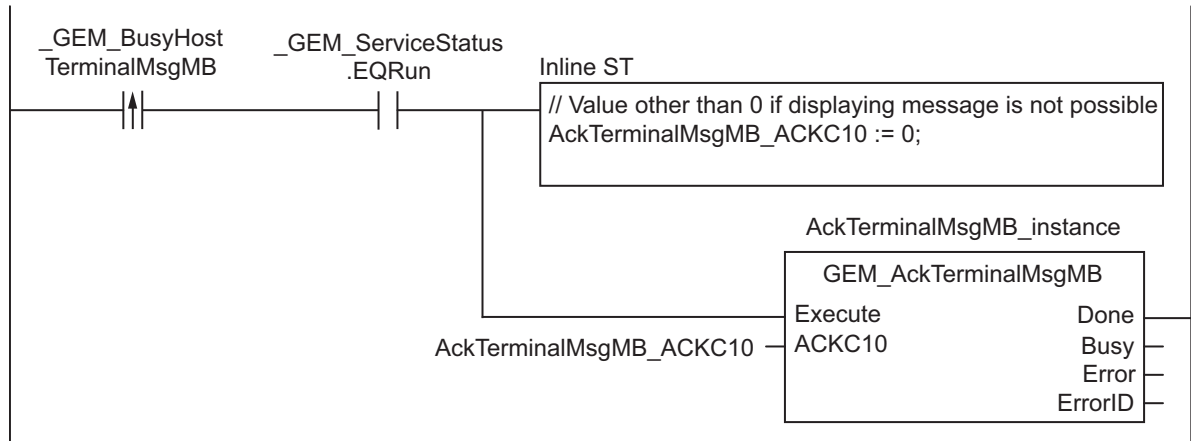 _GEM_BusyHost
TerminalMsgMB
_GEM_ServiceStatus
.EQRun
Inline ST
// Value other than 0 if displaying message is not possible
AckTerminalMsgMB_ACKC10 := 0;
AckTerminalMsgMB_instance
GEM_AckTerminalMsgMB
Execute Done
AckTerminalMsgMB_ACKC10 ACKC10 Busy
Error
ErrorID